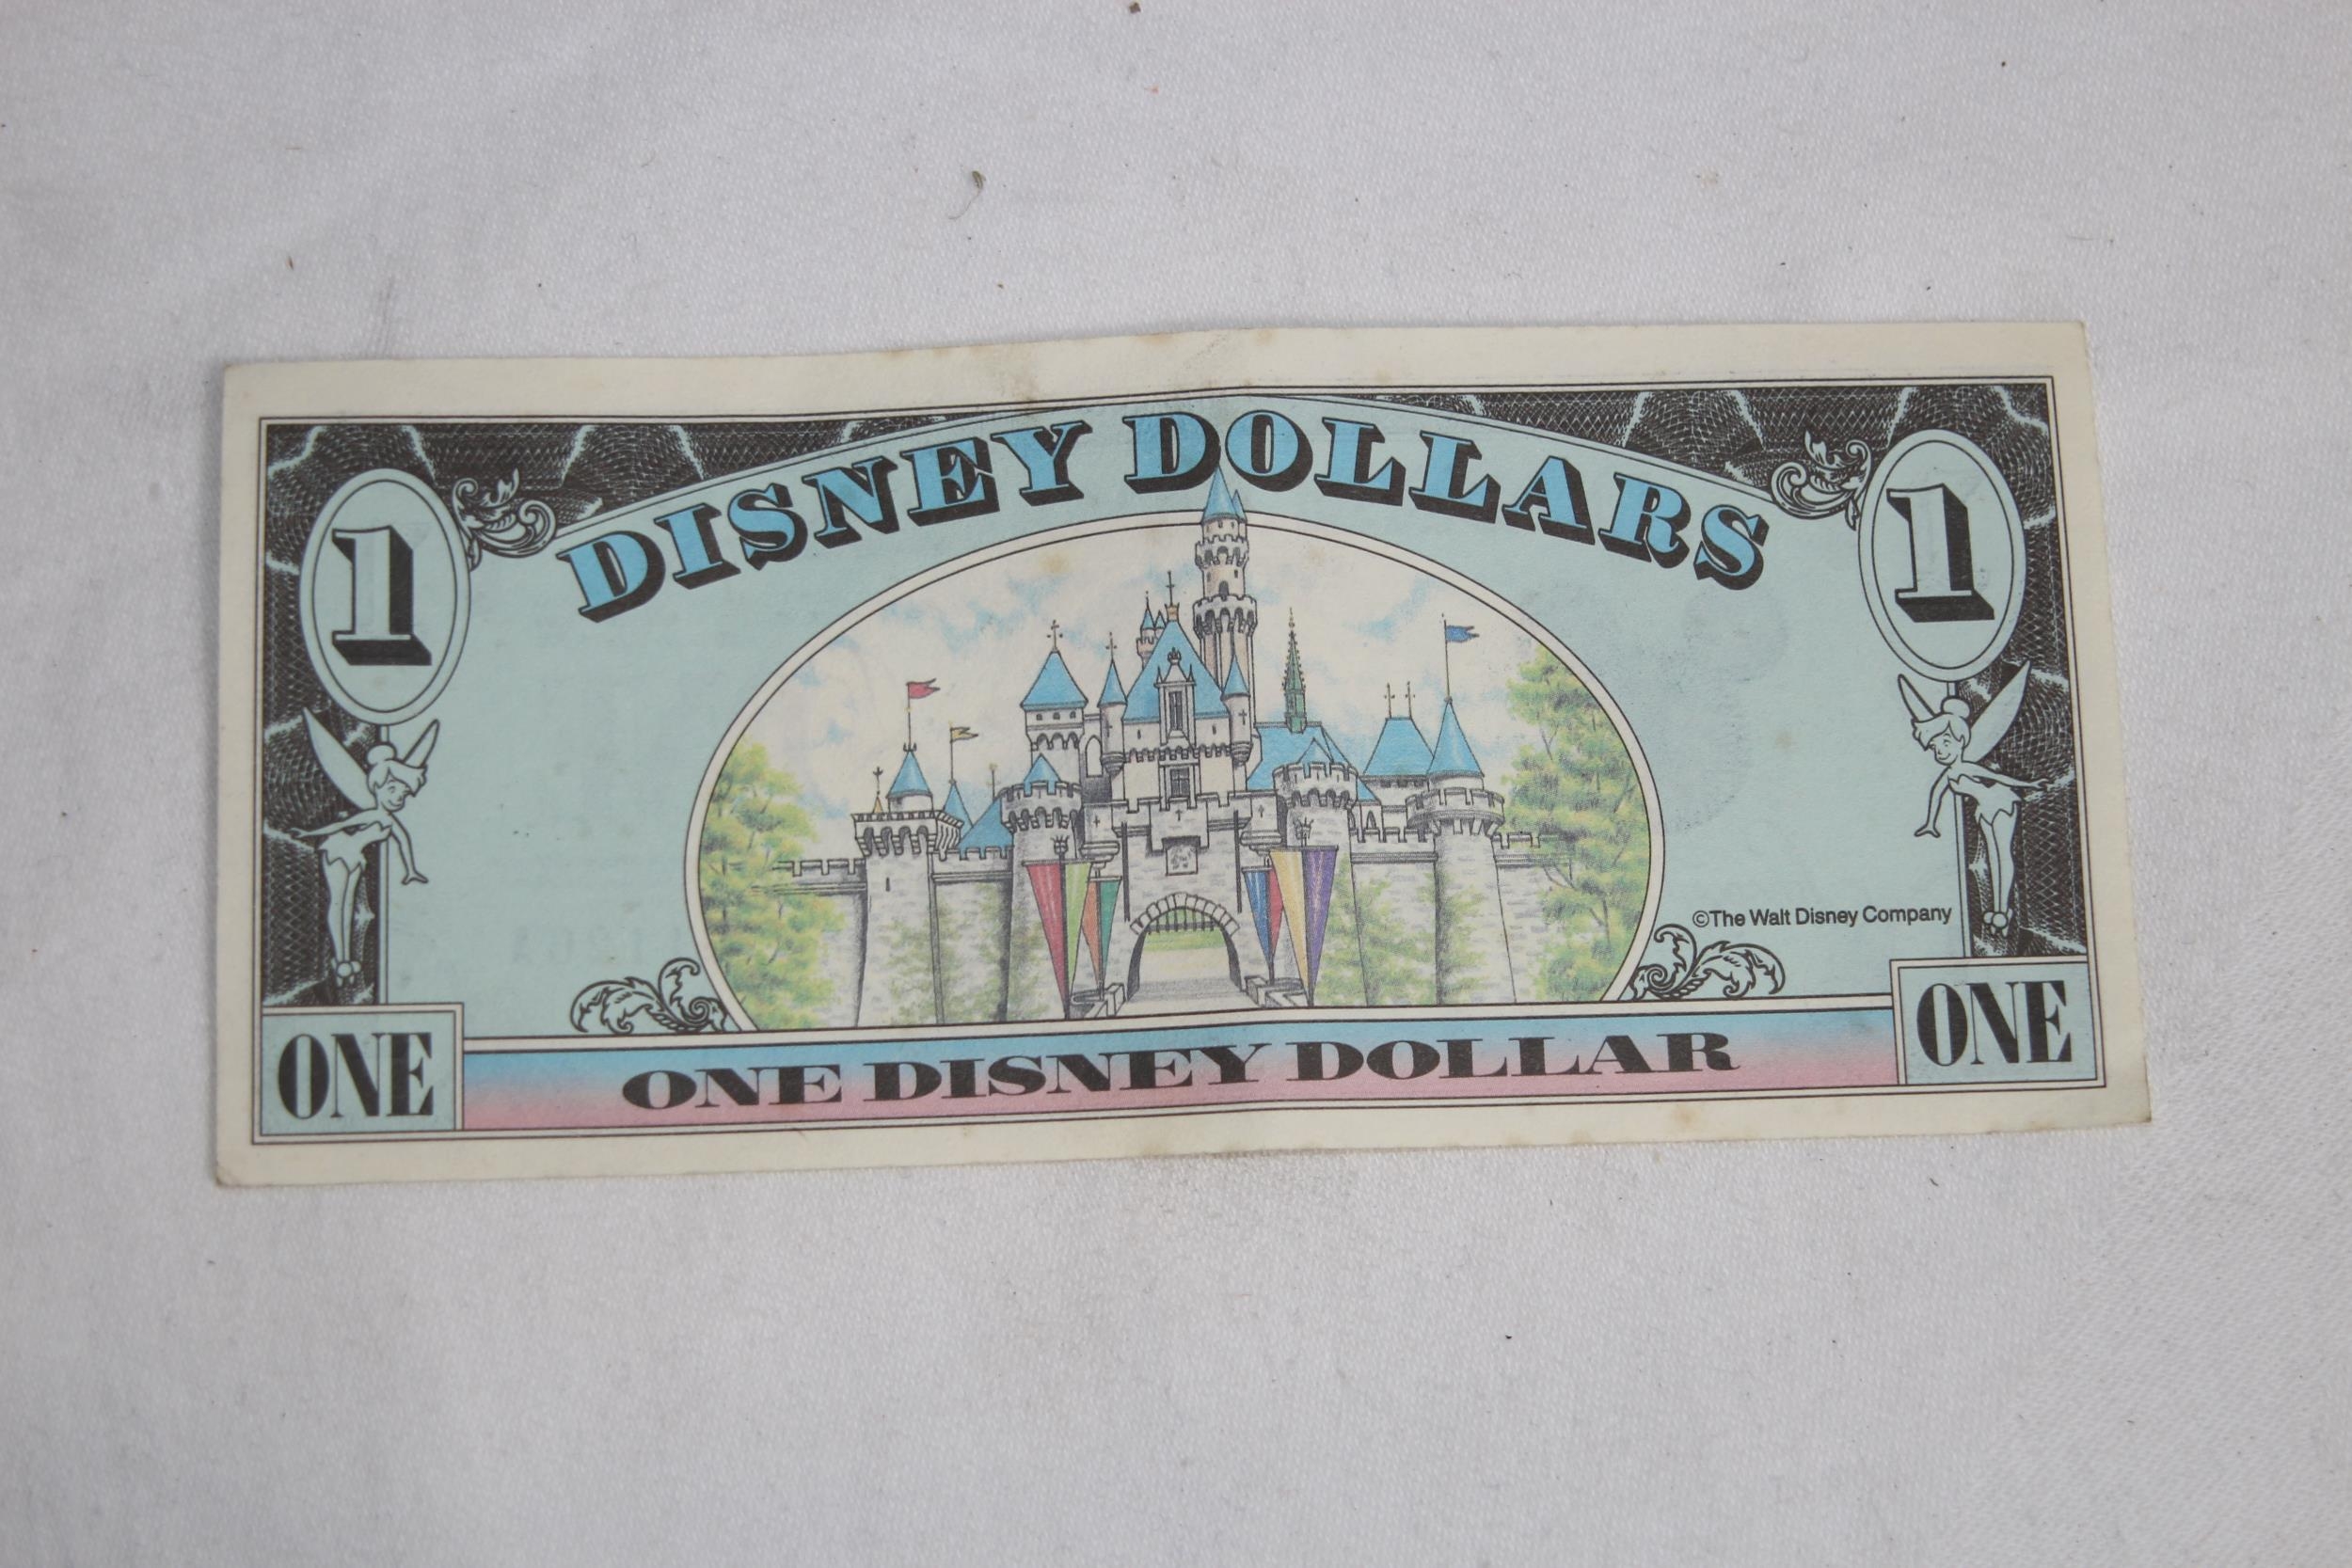 DISNEY DOLLARS
1
1
©The Walt Disney Company
ONE
ONE DISNEY DOLLAR
ONE